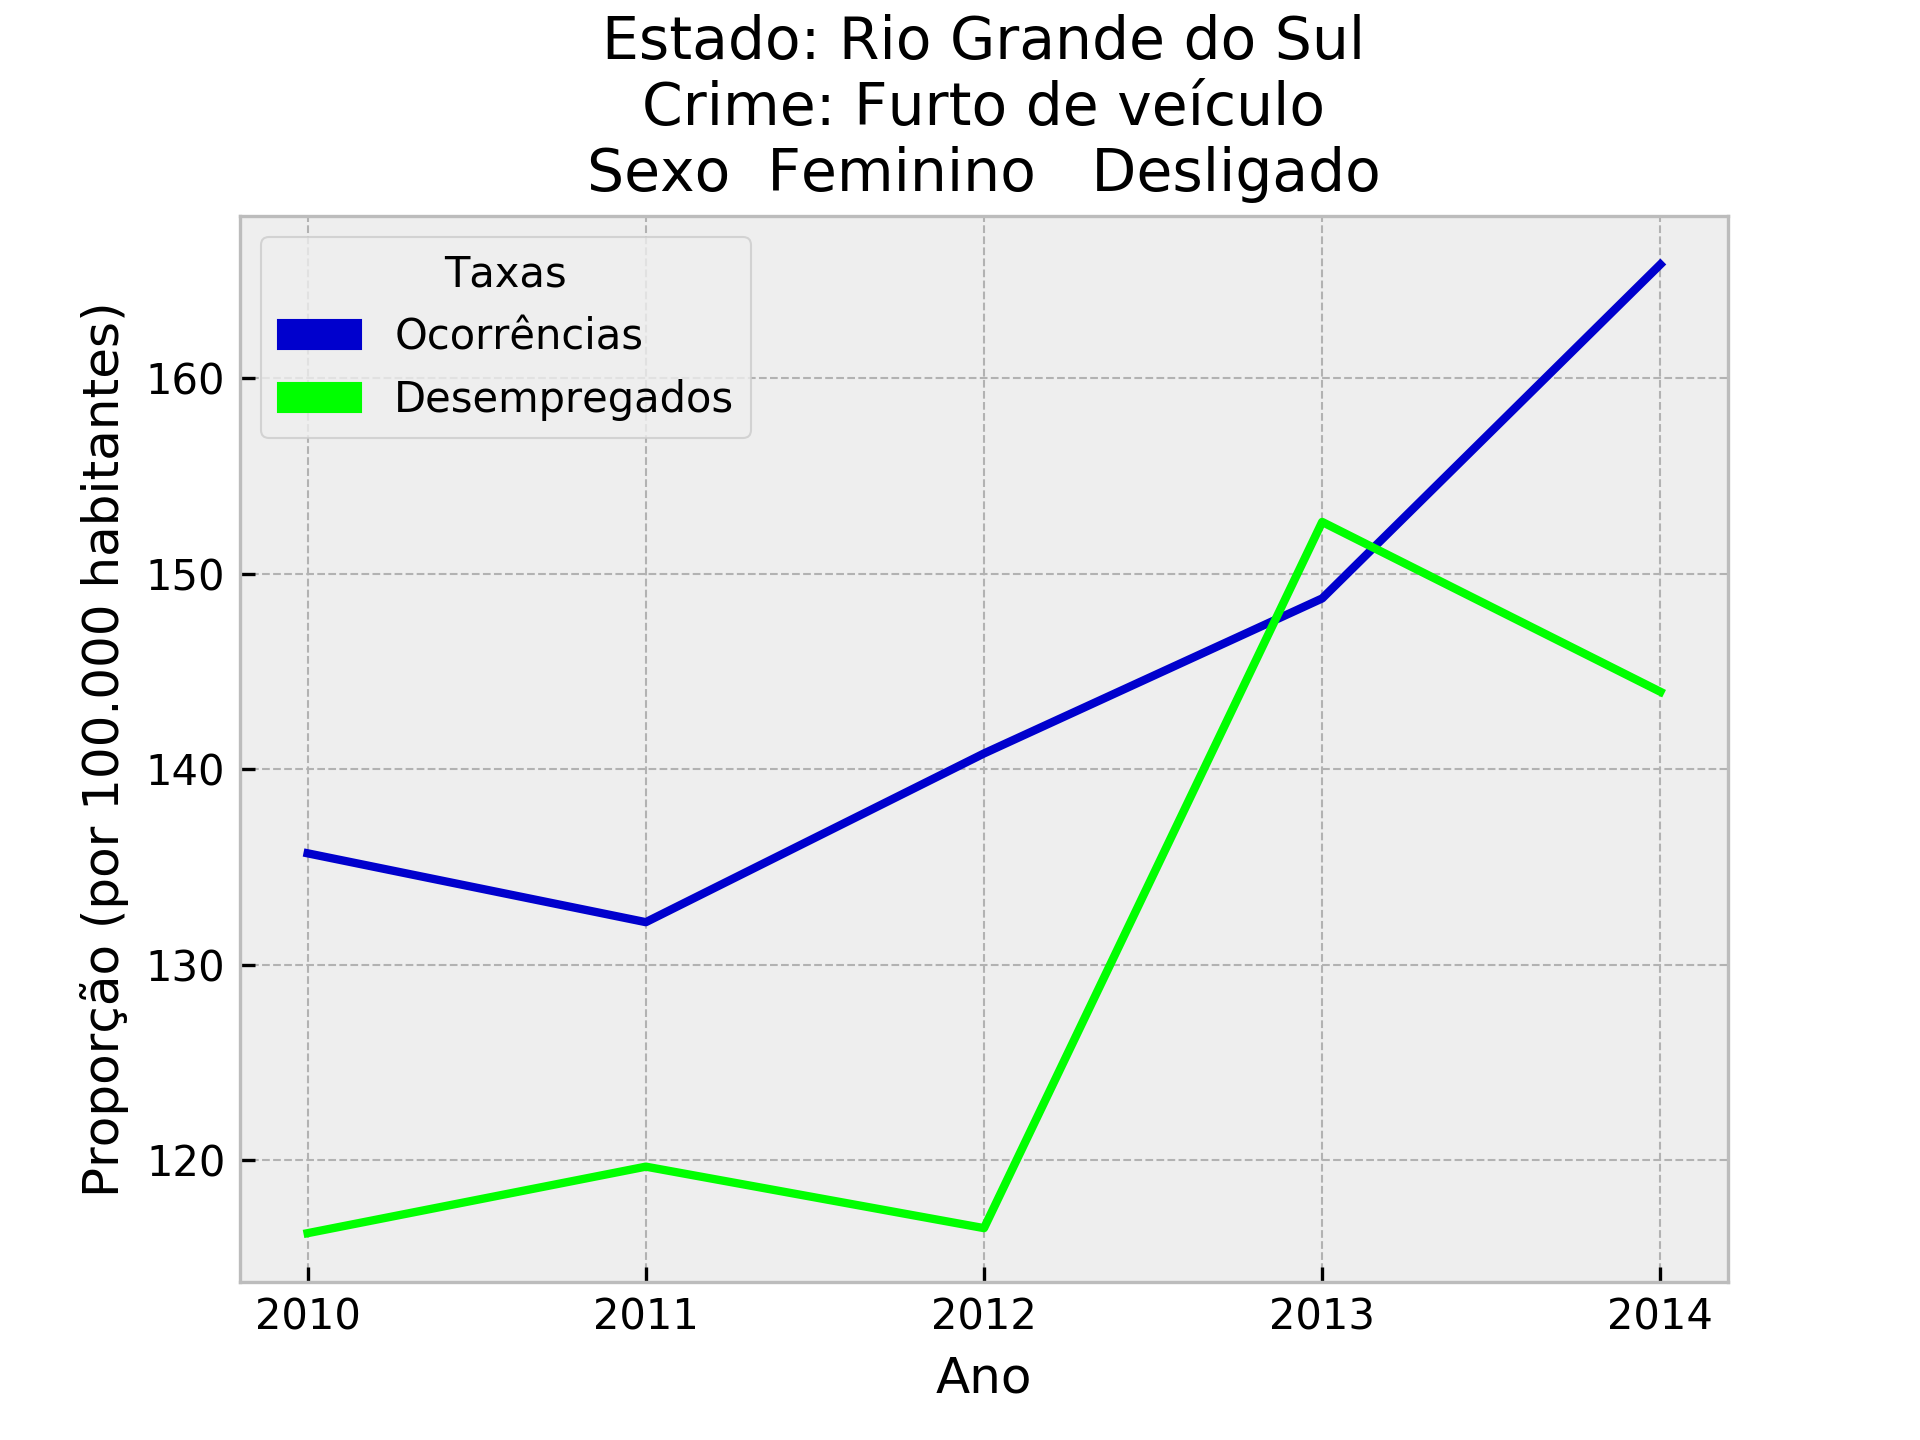 Estado: Rio Grande do Sul
Crime: Furto de veículo
Sexo  Feminino   Desligado
Taxas
Ocorrências
Desempregados
Proporção (por 100.000 habitantes)
160
150
140
130
120
2010 2011 2012 2013 2014
Ano